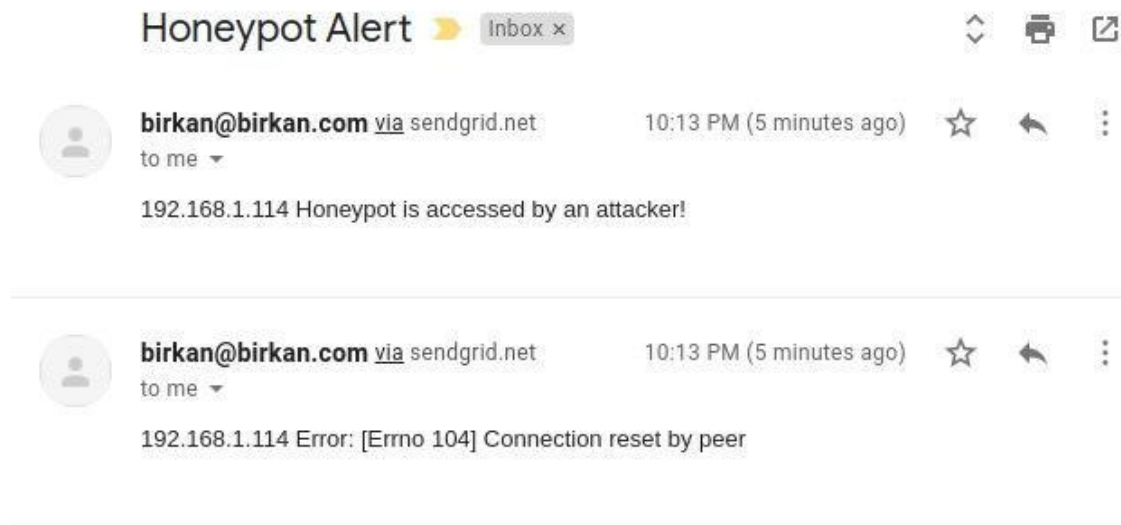 Honeypot Alert Inbox ×
birkan@birkan.com via sendgrid.net 10:13 PM (5 minutes ago)
to me
192.168.1.114 Honeypot is accessed by an attacker!
birkan@birkan.com via sendgrid.net 10:13 PM (5 minutes ago)
to me
192.168.1.114 Error: [Errno 104] Connection reset by peer